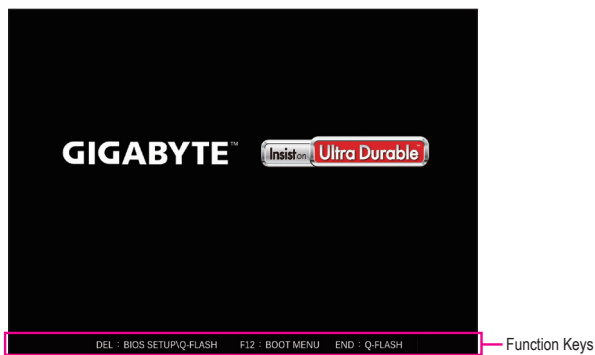 GIGABYTE™
Insist on Ultra Durable™
DEL : BIOS SETUP\Q-FLASH F12 : BOOT MENU END : Q-FLASH
Function Keys